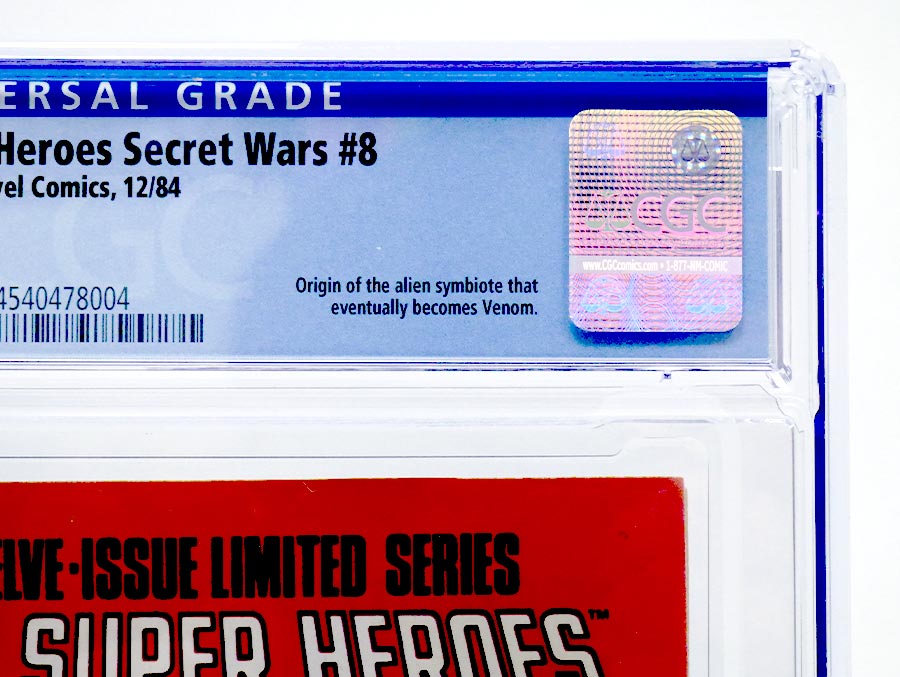 ERSAL GRADE
Heroes Secret Wars #8
vel Comics, 12/84
CGC
www.CGCcomics.com • 1-877-NM-COMIC
4540478004
Origin of the alien symbiote that
eventually becomes Venom.
ELVE·ISSUE LIMITED SERIES
SUPER HEROES™